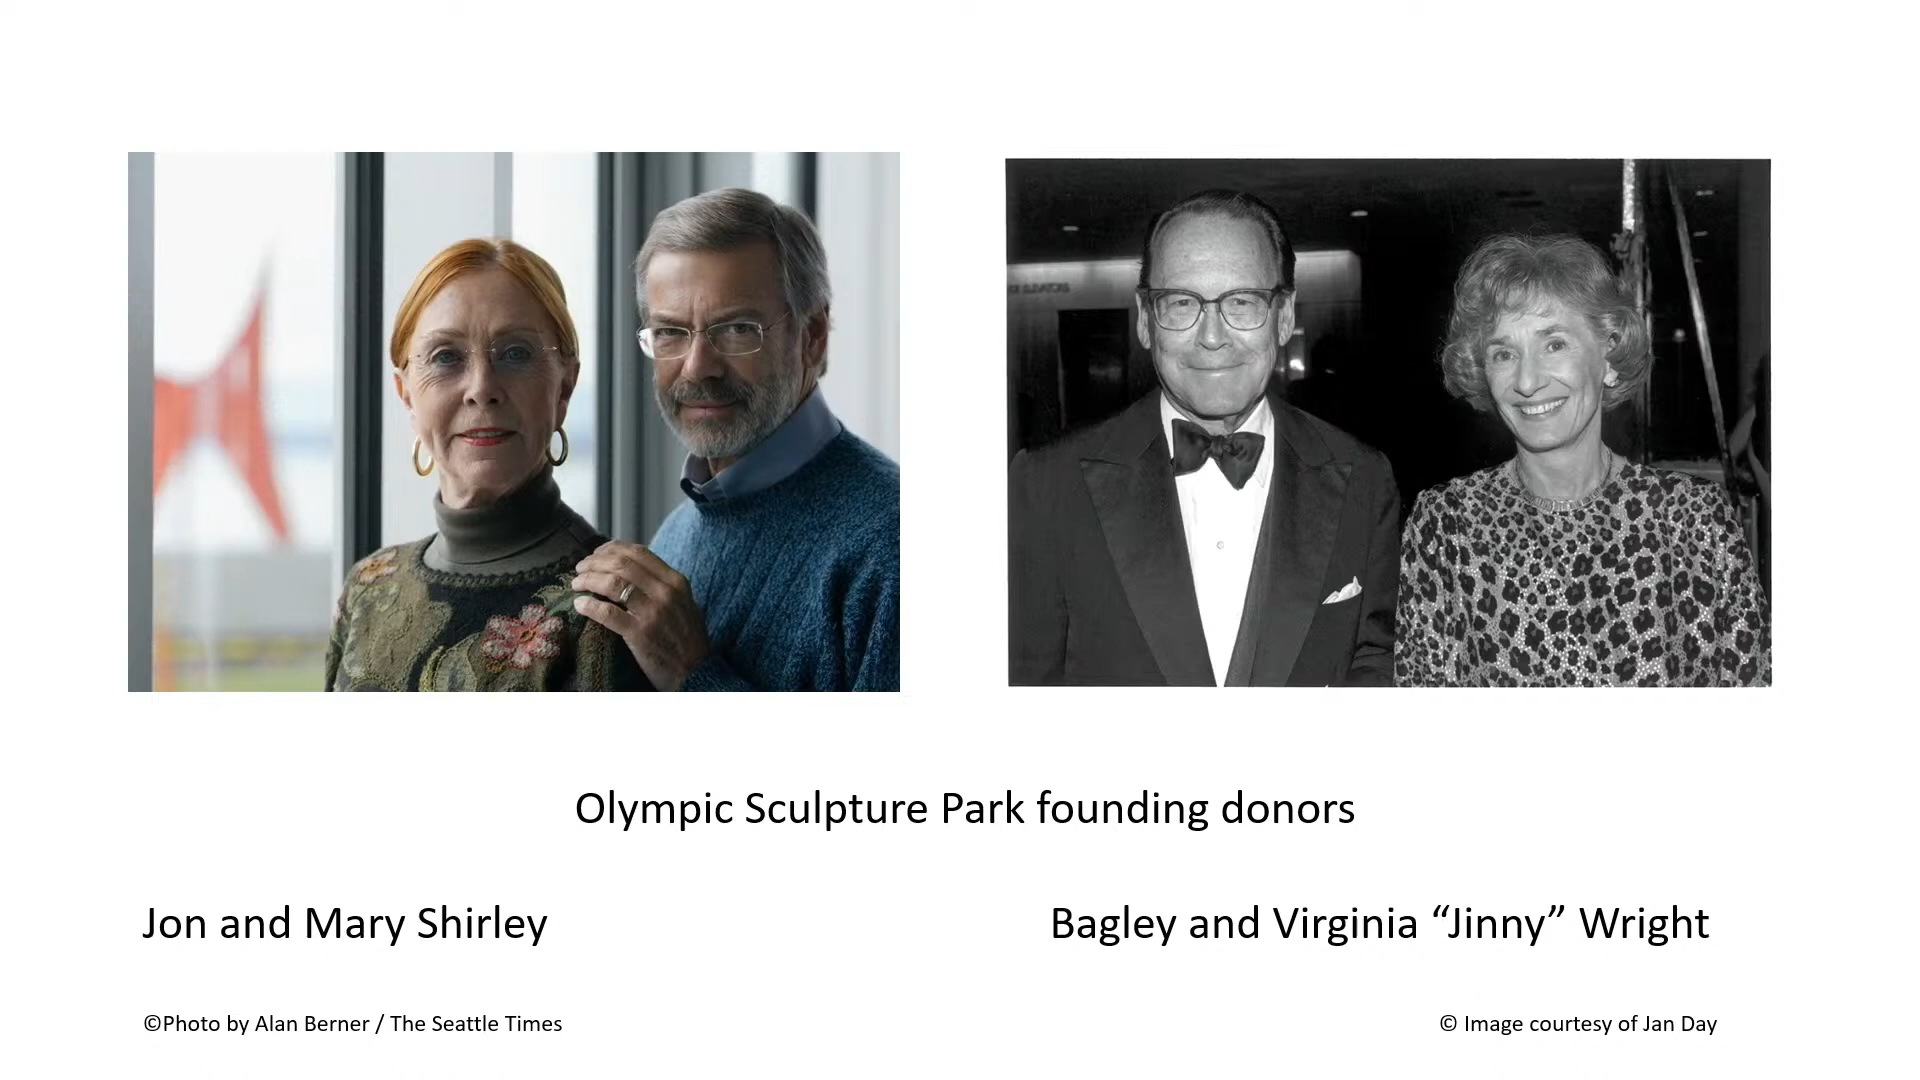 Olympic Sculpture Park founding donors
Jon and Mary Shirley
Bagley and Virginia “Jinny” Wright
©Photo by Alan Berner / The Seattle Times
© Image courtesy of Jan Day